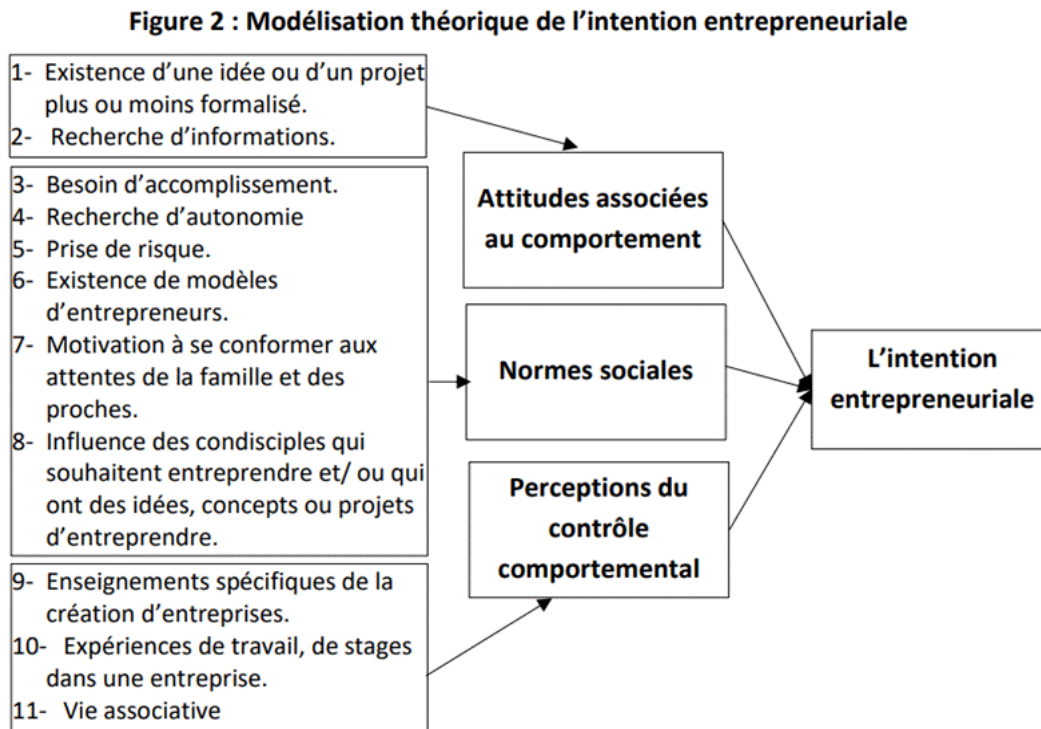 Figure 2 : Modélisation théorique de l’intention entrepreneuriale
1- Existence d’une idée ou d’un projet
plus ou moins formalisé.
2- Recherche d’informations.
3- Besoin d’accomplissement.
4- Recherche d’autonomie
5- Prise de risque.
6- Existence de modèles
d’entrepreneurs.
7- Motivation à se conformer aux
attentes de la famille et des
proches.
8- Influence des condisciples qui
souhaitent entreprendre et/ ou qui
ont des idées, concepts ou projets
d’entreprendre.
9- Enseignements spécifiques de la
création d’entreprises.
10- Expériences de travail, de stages
dans une entreprise.
11- Vie associative
Attitudes associées
au comportement
Normes sociales
Perceptions du
contrôle
comportemental
L’intention
entrepreneuriale